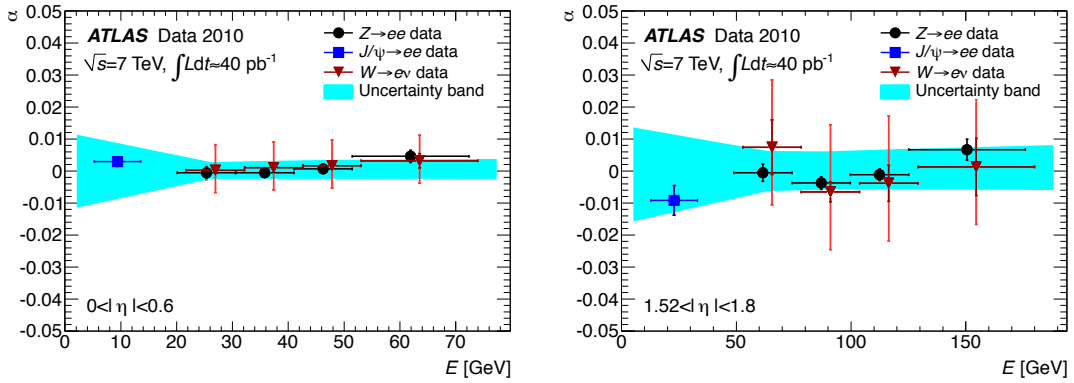 α
0.05
0.04
0.03
0.02
0.01
0
-0.01
-0.02
-0.03
-0.04
-0.05
ATLAS Data 2010
√s=7 TeV, ∫Ldt≈40 pb⁻¹
Z→ee data
J/ψ→ee data
W→eν data
Uncertainty band
0<| η |<0.6
0 10 20 30 40 50 60 70
E [GeV]
α
0.05
0.04
0.03
0.02
0.01
0
-0.01
-0.02
-0.03
-0.04
-0.05
ATLAS Data 2010
√s=7 TeV, ∫Ldt≈40 pb⁻¹
Z→ee data
J/ψ→ee data
W→eν data
Uncertainty band
1.52<| η |<1.8
0 50 100 150
E [GeV]